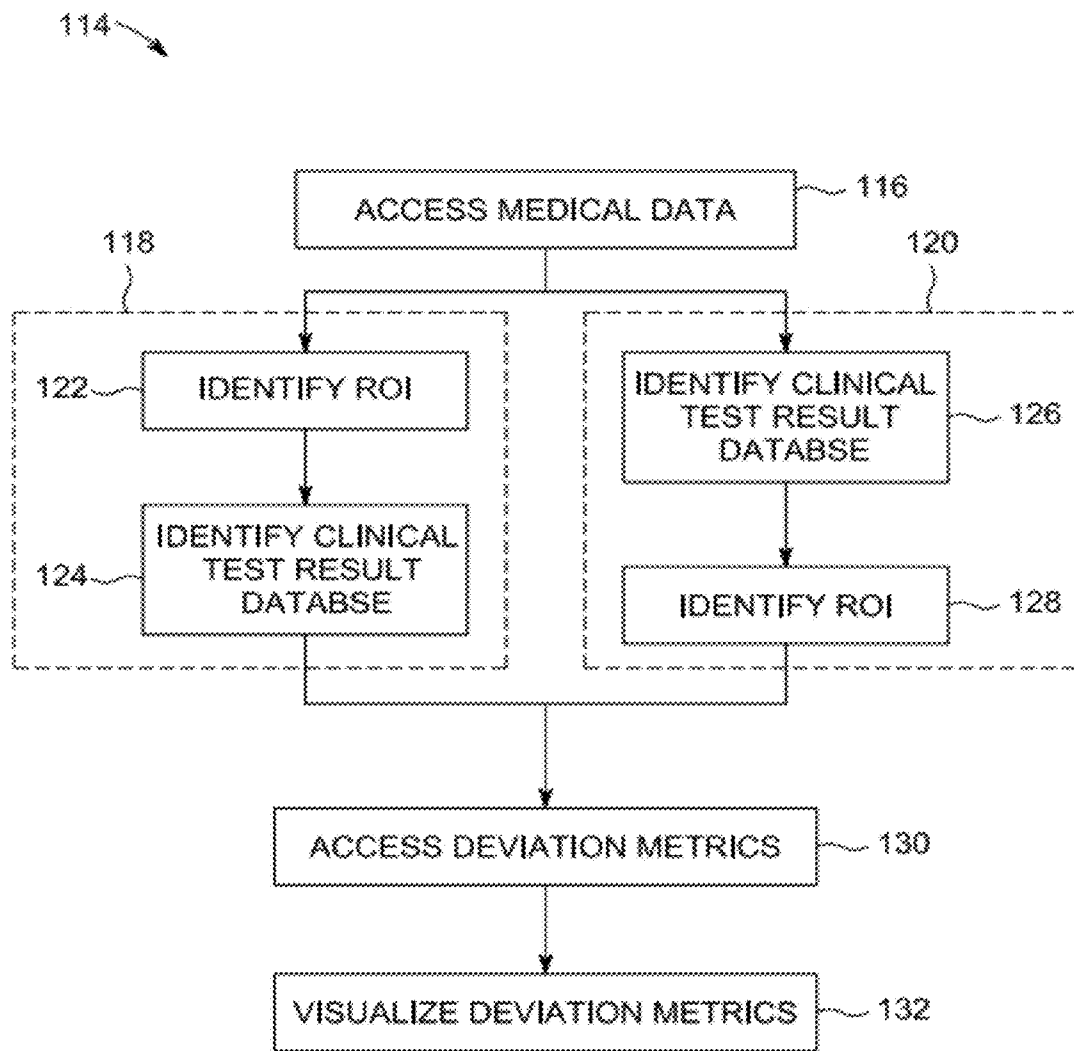 114
ACCESS MEDICAL DATA
116
118
120
122
IDENTIFY ROI
IDENTIFY CLINICAL
TEST RESULT
DATABSE
126
124
IDENTIFY CLINICAL
TEST RESULT
DATABSE
IDENTIFY ROI
128
ACCESS DEVIATION METRICS
130
VISUALIZE DEVIATION METRICS
132